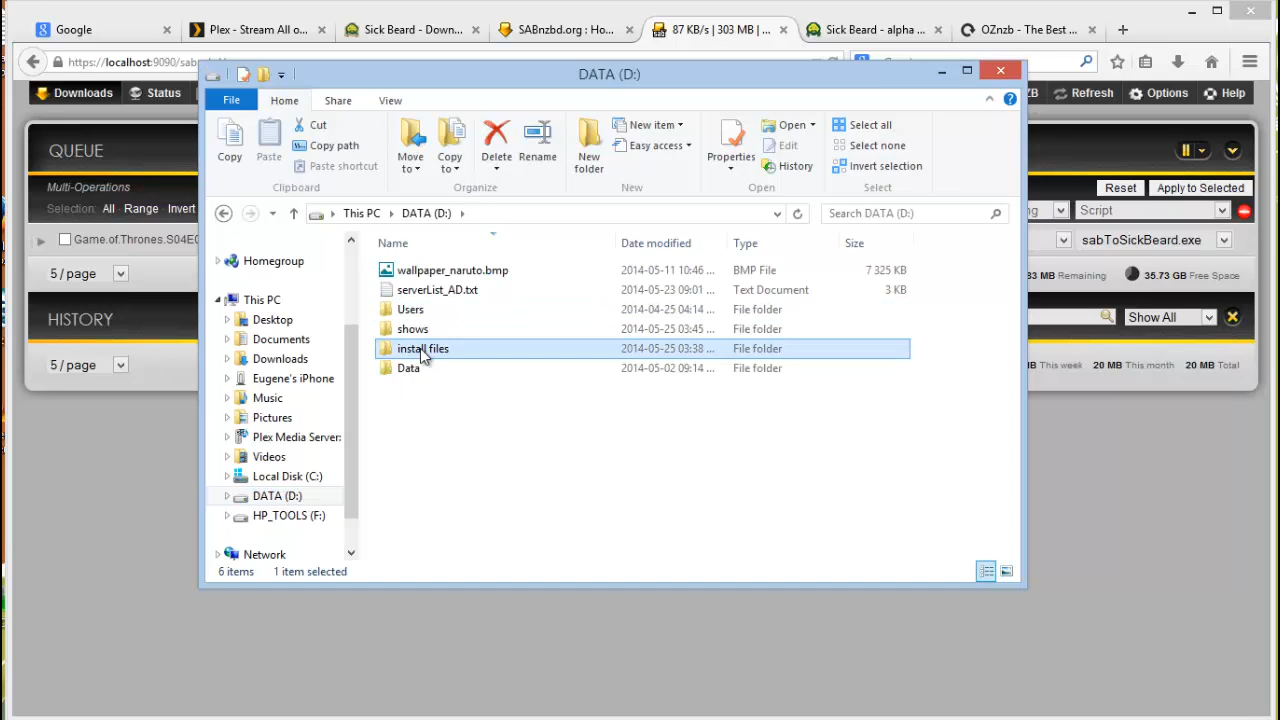 Google
Plex - Stream All o...
Sick Beard - Down...
SABnzbd.org : Ho...
87 KB/s | 303 MB | ...
Sick Beard - alpha ...
OZnzb - The Best ...
https://localhost:9090/sab
DATA (D:)
Downloads
Status
ZB
Refresh
Options
Help
File
Home
Share
View
Copy
Paste
Cut
Copy path
Paste shortcut
Clipboard
Move to
Copy to
Delete
Rename
Organize
New folder
New item
Easy access
New
Properties
Open
Edit
History
Open
Select all
Select none
Invert selection
Select
QUEUE
Multi-Operations
Selection: All Range Invert
Reset
Apply to Selected
Script
Game.of.Thrones.S04E0
sabToSickBeard.exe
5 / page
33 MB Remaining
35.73 GB Free Space
HISTORY
Show All
5 / page
This week
20 MB This month
20 MB Total
This PC
DATA (D:)
Search DATA (D:)
Homegroup
This PC
Desktop
Documents
Downloads
Eugene's iPhone
Music
Pictures
Plex Media Server:
Videos
Local Disk (C:)
DATA (D:)
HP_TOOLS (F:)
Network
Name Date modified Type Size
wallpaper_naruto.bmp 2014-05-11 10:46 ... BMP File 7 325 KB
serverList_AD.txt 2014-05-23 09:01 ... Text Document 3 KB
Users 2014-04-25 04:14 ... File folder
shows 2014-05-25 03:45 ... File folder
install files 2014-05-25 03:38 ... File folder
Data 2014-05-02 09:14 ... File folder
6 items 1 item selected